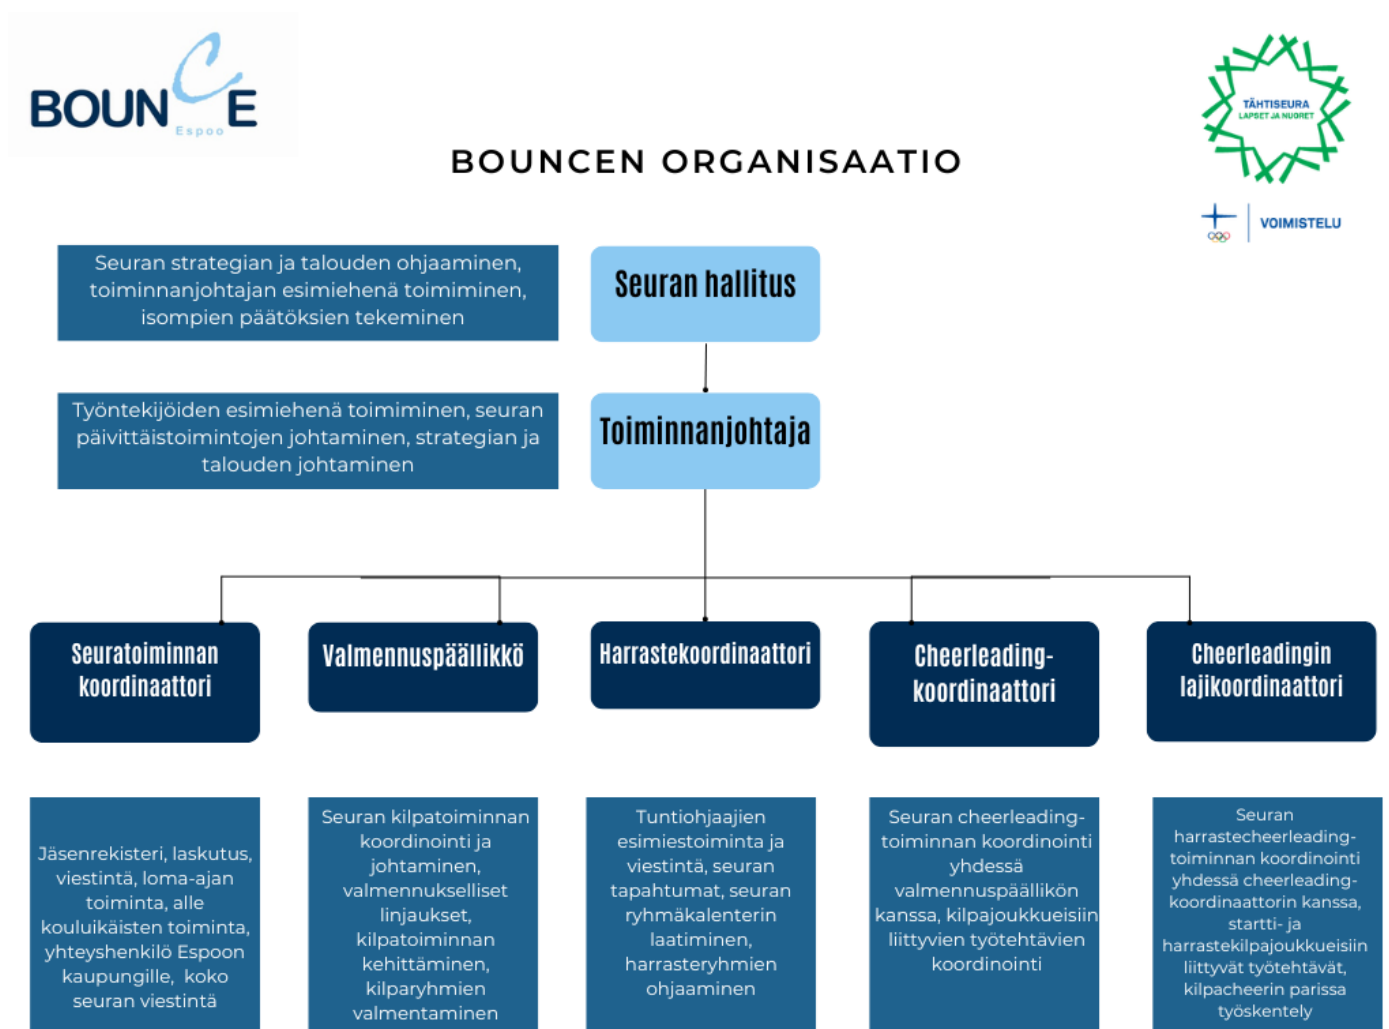 BOUNCE
Espoo
TÄHTISEURA
LAPSET JA NUORET
VOIMISTELU
BOUNCEN ORGANISAATIO
Seuran strategian ja talouden ohjaaminen,
toiminnanjohtajan esimiehenä toimiminen,
isompien päätöksien tekeminen
Seuran hallitus
Työntekijöiden esimiehenä toimiminen, seuran
päivittäistoimintojen johtaminen, strategian ja
talouden johtaminen
Toiminnanjohtaja
Seuratoiminnan
koordinaattori
Valmennuspäällikkö
Harrastekoordinaattori
Cheerleading-
koordinaattori
Cheerleadingin
lajikoordinaattori
Jäsenrekisteri, laskutus,
viestintä, loma-ajan
toiminta, alle
kouluikäisten toiminta,
yhteyshenkilö Espoon
kaupungille, koko
seuran viestintä
Seuran kilpatoiminnan
koordinointi ja
johtaminen,
valmennukselliset
linjaukset,
kilpatoiminnan
kehittäminen,
kilparyhmien
valmentaminen
Tuntiohjaajien
esimiestoiminta ja
viestintä, seuran
tapahtumat, seuran
ryhmäkalenterin
laatiminen,
harrasteryhmien
ohjaaminen
Seuran cheerleading-
toiminnan koordinointi
yhdessä
valmennuspäällikön
kanssa, kilpajoukkueisiin
liittyvien työtehtävien
koordinointi
Seuran
harrastecheerleading-
toiminnan koordinointi
yhdessä cheerleading-
koordinaattorin kanssa,
startti- ja
harrastekilpajoukkueisiin
liittyvät työtehtävät,
kilpacheerin parissa
työskentely